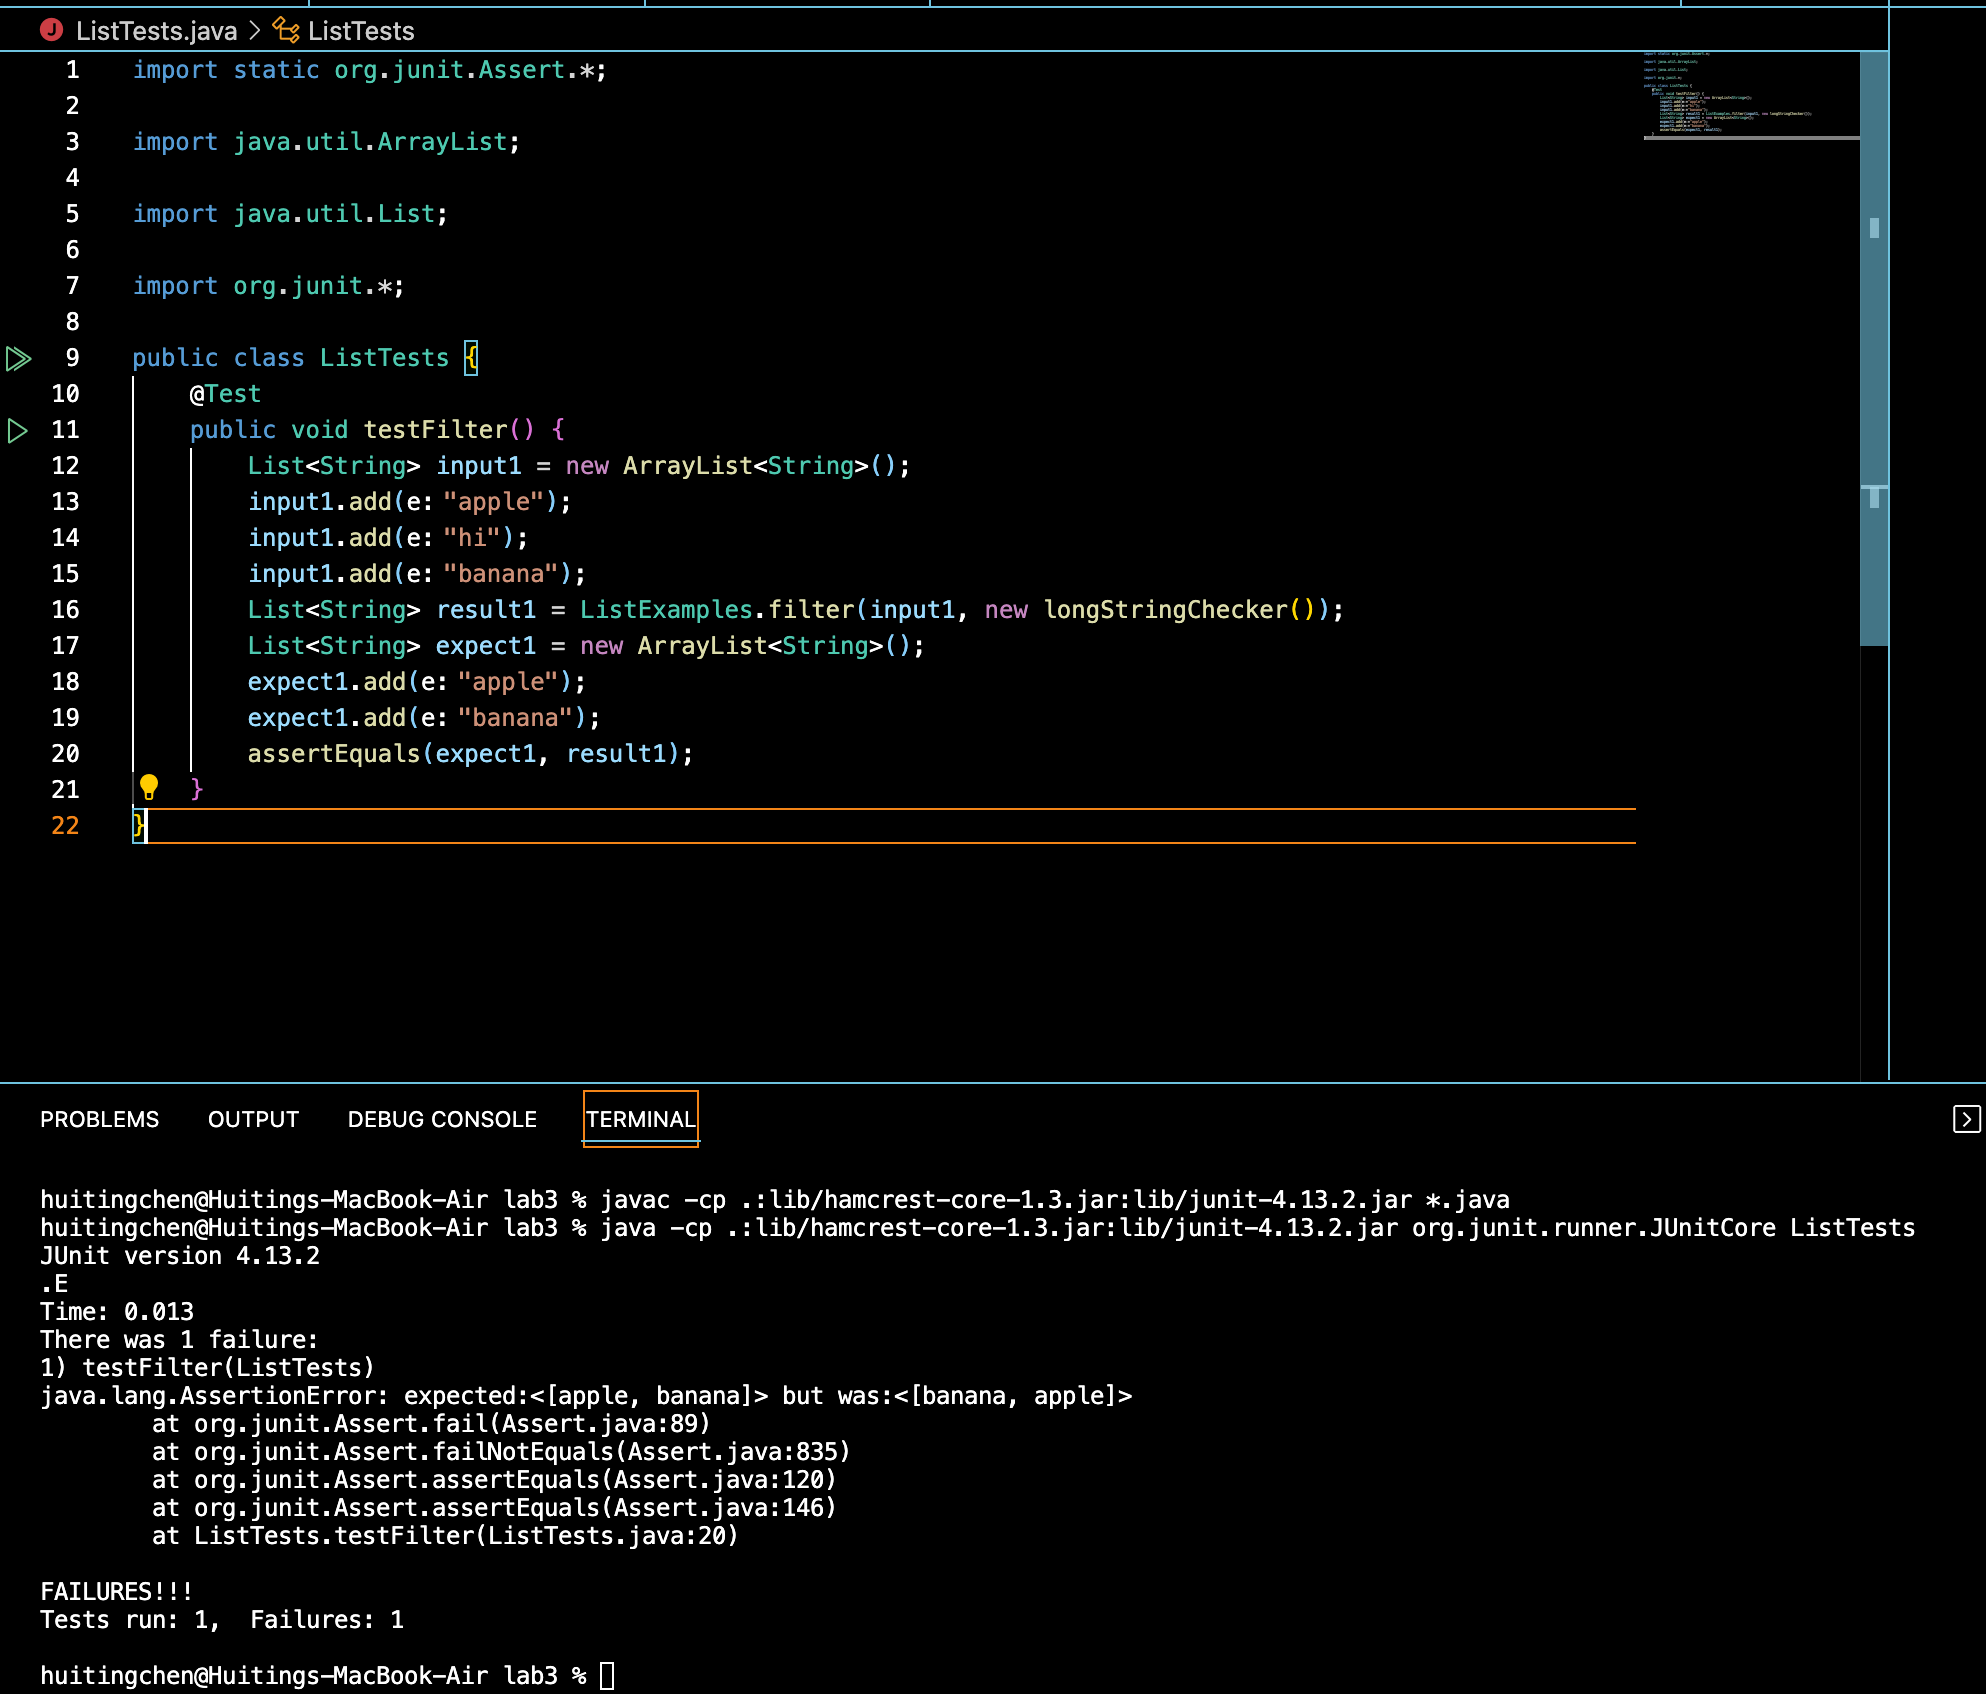 ListTests.java > ListTests
1 import static org.junit.Assert.*;
2
3 import java.util.ArrayList;
4
5 import java.util.List;
6
7 import org.junit.*;
8
9 public class ListTests {
10 @Test
11 public void testFilter() {
12 List<String> input1 = new ArrayList<String>();
13 input1.add(e: "apple");
14 input1.add(e: "hi");
15 input1.add(e: "banana");
16 List<String> result1 = ListExamples.filter(input1, new longStringChecker());
17 List<String> expect1 = new ArrayList<String>();
18 expect1.add(e: "apple");
19 expect1.add(e: "banana");
20 assertEquals(expect1, result1);
21 }
22 }
PROBLEMS OUTPUT DEBUG CONSOLE TERMINAL
huitingchen@Huitings-MacBook-Air lab3 % javac -cp .:lib/hamcrest-core-1.3.jar:lib/junit-4.13.2.jar *.java
huitingchen@Huitings-MacBook-Air lab3 % java -cp .:lib/hamcrest-core-1.3.jar:lib/junit-4.13.2.jar org.junit.runner.JUnitCore ListTests
JUnit version 4.13.2
.E
Time: 0.013
There was 1 failure:
1) testFilter(ListTests)
java.lang.AssertionError: expected:<[apple, banana]> but was:<[banana, apple]>
at org.junit.Assert.fail(Assert.java:89)
at org.junit.Assert.failNotEquals(Assert.java:835)
at org.junit.Assert.assertEquals(Assert.java:120)
at org.junit.Assert.assertEquals(Assert.java:146)
at ListTests.testFilter(ListTests.java:20)
FAILURES!!!
Tests run: 1,  Failures: 1
huitingchen@Huitings-MacBook-Air lab3 %